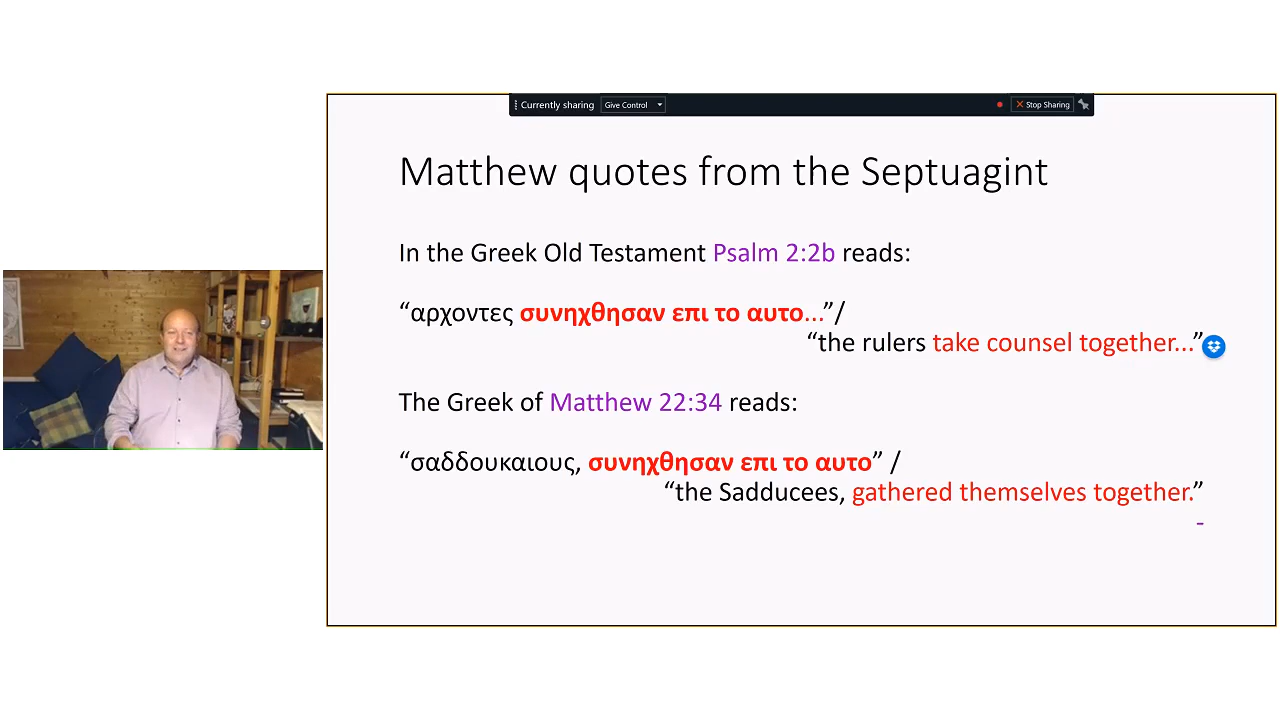 Currently sharing Give Control Stop Sharing
Matthew quotes from the Septuagint
In the Greek Old Testament Psalm 2:2b reads:
“αρχοντες συνηχθησαν επι το αυτο...”/
“the rulers take counsel together...”
The Greek of Matthew 22:34 reads:
“σαδδουκαιους, συνηχθησαν επι το αυτο” /
“the Sadducees, gathered themselves together.”
-